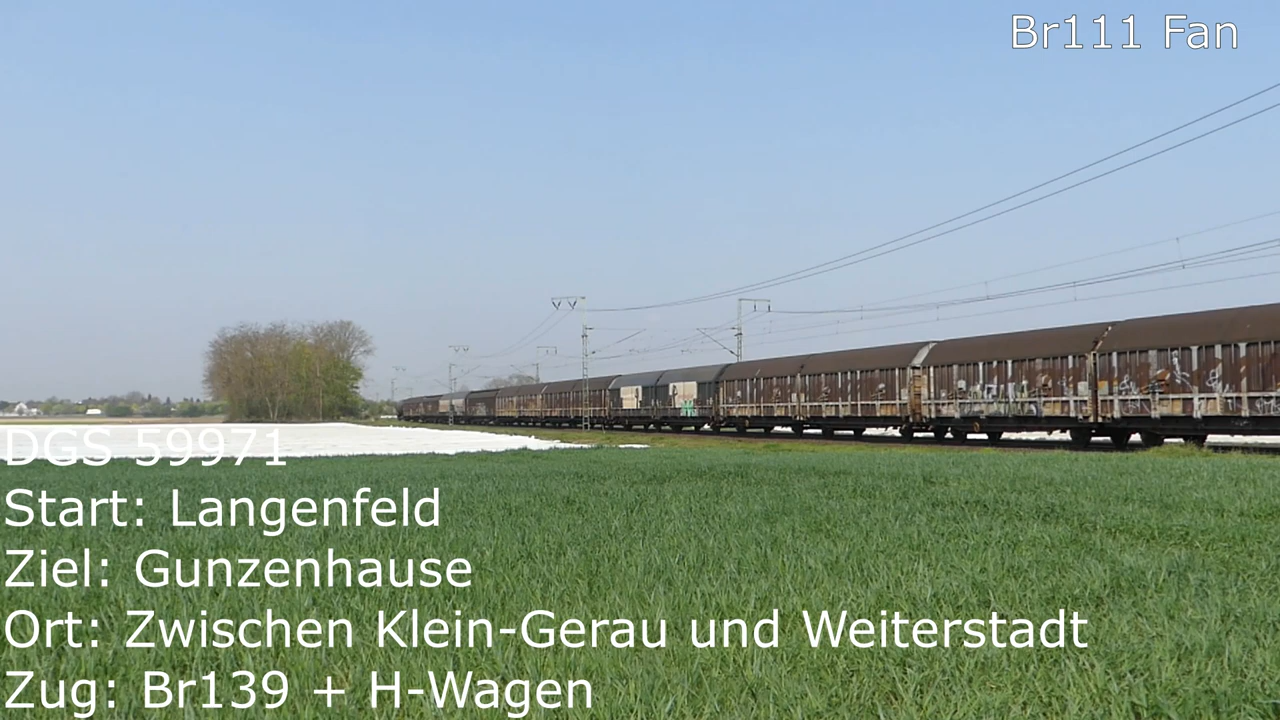 Br111 Fan
DGS 59971
Start: Langenfeld
Ziel: Gunzenhause
Ort: Zwischen Klein-Gerau und Weiterstadt
Zug: Br139 + H-Wagen